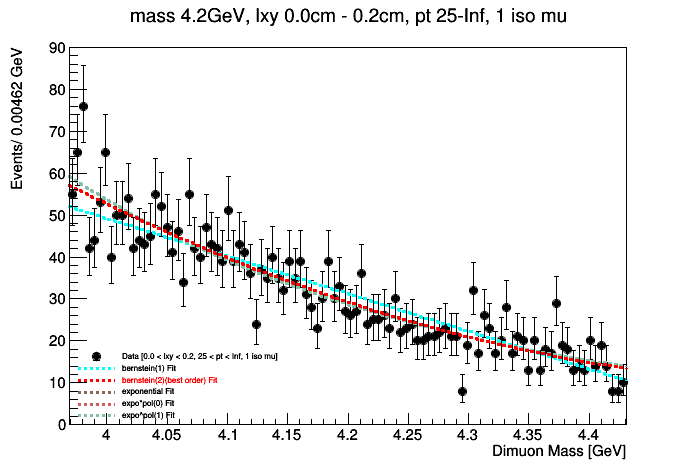 mass 4.2GeV, lxy 0.0cm - 0.2cm, pt 25-Inf, 1 iso mu
Events/ 0.00462 GeV
90
80
70
60
50
40
30
20
10
0
Data [0.0 < lxy < 0.2, 25 < pt < Inf, 1 iso mu]
bernstein(1) Fit
bernstein(2)(best order) Fit
exponential Fit
expo*pol(0) Fit
expo*pol(1) Fit
4 4.05 4.1 4.15 4.2 4.25 4.3 4.35 4.4
Dimuon Mass [GeV]